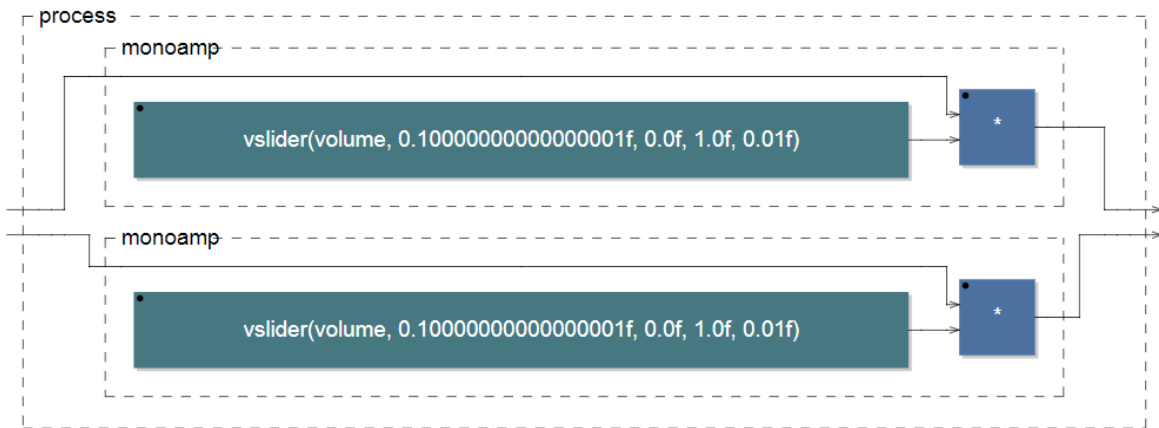 process
monoamp
vslider(volume, 0.10000000000000001f, 0.0f, 1.0f, 0.01f)
*
monoamp
vslider(volume, 0.10000000000000001f, 0.0f, 1.0f, 0.01f)
*